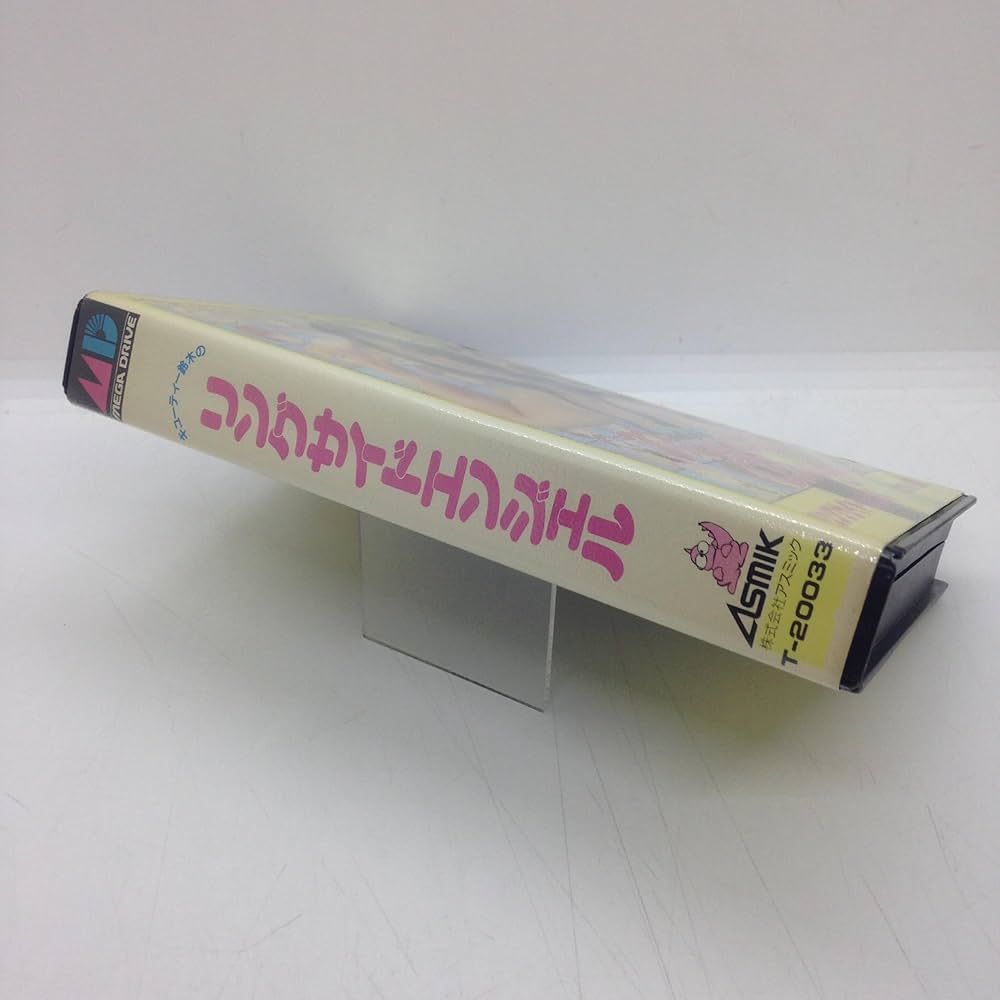 MD
MEGA DRIVE
キューティー鈴木の
リングサイドエンジェル
ASMIK
株式会社アスミック
T-20033